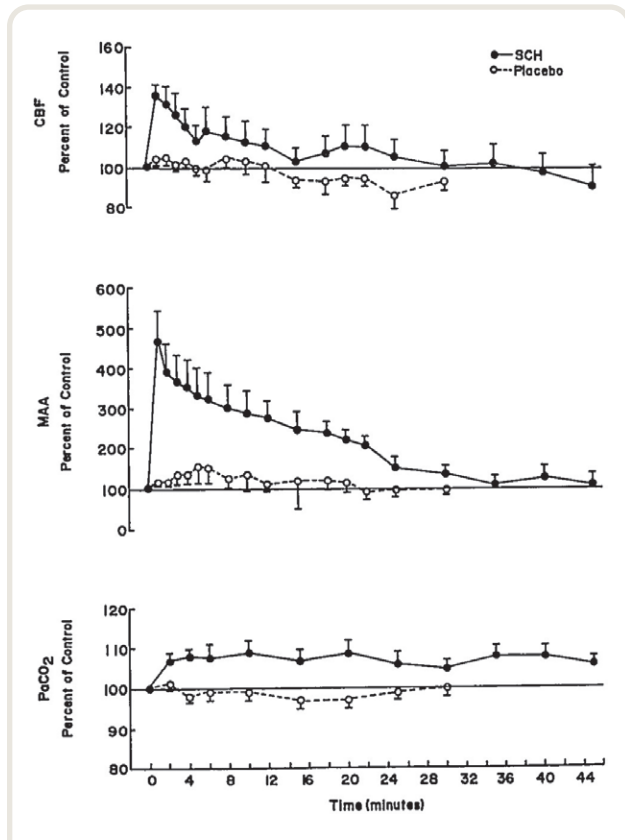 SCH
Placebo
CBF
Percent of Control
160
140
120
100
80
MAA
Percent of Control
600
500
400
300
200
100
0
PaCO2
Percent of Control
120
110
100
90
80
0 4 8 12 16 20 24 28 32 36 40 44
Time (minutes)